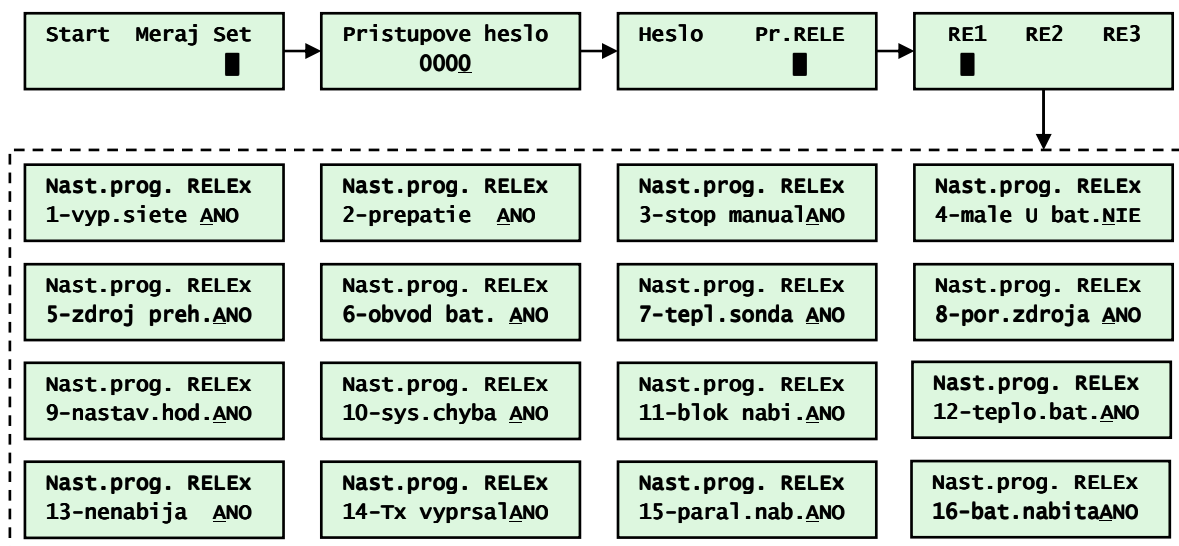 Start Meraj Set
Pristupove heslo
0000
Heslo Pr.RELE
RE1 RE2 RE3
Nast.prog. RELEx
1-vyp.siete ANO
Nast.prog. RELEx
2-prepatie ANO
Nast.prog. RELEx
3-stop manualANO
Nast.prog. RELEx
4-male U bat.NIE
Nast.prog. RELEx
5-zdroj preh.ANO
Nast.prog. RELEx
6-obvod bat. ANO
Nast.prog. RELEx
7-tepl.sonda ANO
Nast.prog. RELEx
8-por.zdroja ANO
Nast.prog. RELEx
9-nastav.hod.ANO
Nast.prog. RELEx
10-sys.chyba ANO
Nast.prog. RELEx
11-blok nabi.ANO
Nast.prog. RELEx
12-teplo.bat.ANO
Nast.prog. RELEx
13-nenabija ANO
Nast.prog. RELEx
14-Tx vyprsalANO
Nast.prog. RELEx
15-paral.nab.ANO
Nast.prog. RELEx
16-bat.nabitaANO